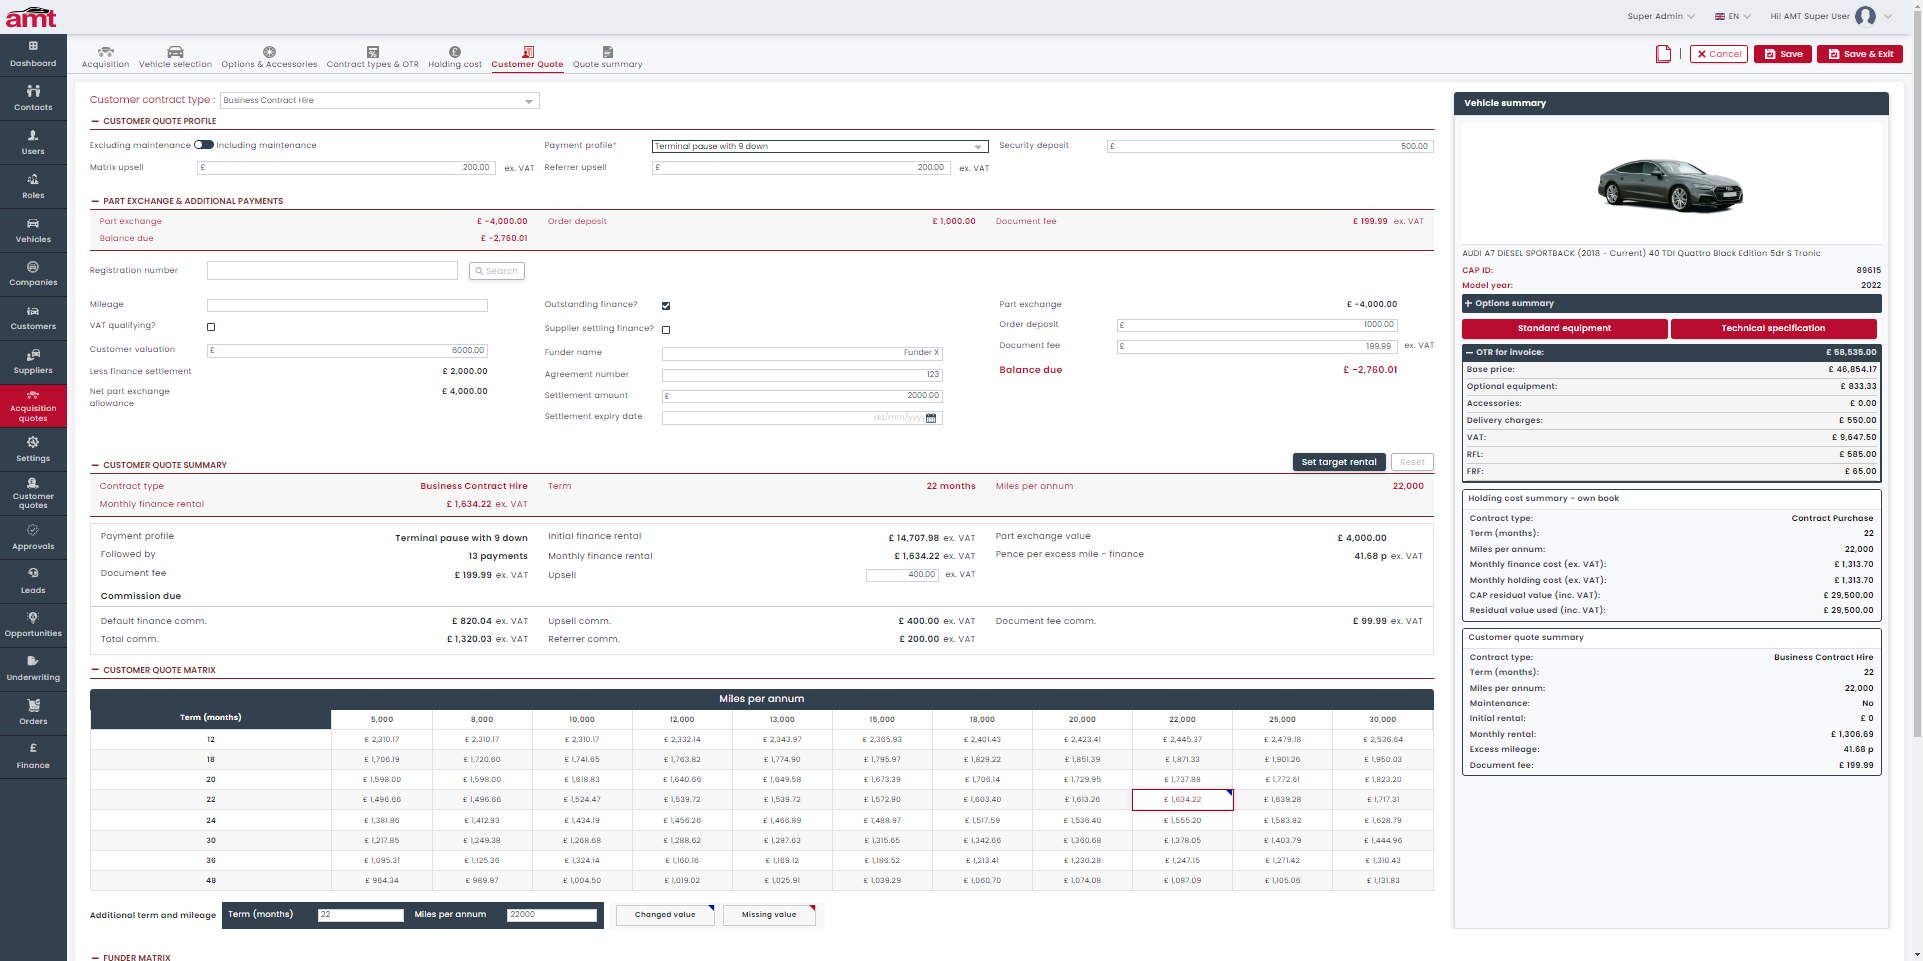 amt
Super Admin
EN
Hi! AMT Super User
Dashboard
Contacts
Users
Roles
Vehicles
Companies
Customers
Suppliers
Acquisition
quotes
Settings
Customer
quotes
Approvals
Leads
Opportunities
Underwriting
Orders
Finance
Acquisition Vehicle selection Options & Accessories Contract types & OTR Holding cost Customer Quote Quote summary
Cancel Save Save & Exit
Customer contract type : Business Contract Hire
CUSTOMER QUOTE PROFILE
Excluding maintenance Including maintenance Payment profile* Terminal pause with 9 down Security deposit £ 500.00
Matrix upsell £ 200.00 ex. VAT Referrer upsell £ 200.00 ex. VAT
PART EXCHANGE & ADDITIONAL PAYMENTS
Part exchange £ -4,000.00 Order deposit £ 1,000.00 Document fee £ 199.99 ex. VAT
Balance due £ -2,760.01
Registration number Search
Mileage Outstanding finance? Part exchange £ -4,000.00
VAT qualifying? Supplier settling finance? Order deposit £ 1000.00
Customer valuation £ 6000.00 Funder name Funder X Document fee £ 199.99 ex. VAT
Less finance settlement £ 2,000.00 Agreement number 123 Balance due £ -2,760.01
Net part exchange
allowance £ 4,000.00 Settlement amount £ 2000.00
Settlement expiry date dd/mm/yyyy
CUSTOMER QUOTE SUMMARY Set target rental Reset
Contract type Business Contract Hire Term 22 months Miles per annum 22,000
Monthly finance rental £ 1,634.22 ex. VAT
Payment profile Terminal pause with 9 down Initial finance rental £ 14,707.98 ex. VAT Part exchange value £ 4,000.00
Followed by 13 payments Monthly finance rental £ 1,634.22 ex. VAT Pence per excess mile - finance 41.68 p ex. VAT
Document fee £ 199.99 ex. VAT Upsell 400.00 ex. VAT
Commission due
Default finance comm. £ 820.04 ex. VAT Upsell comm. £ 400.00 ex. VAT Document fee comm. £ 99.99 ex. VAT
Total comm. £ 1,320.03 ex. VAT Referrer comm. £ 200.00 ex. VAT
CUSTOMER QUOTE MATRIX
Miles per annum
Term (months) 5,000 8,000 10,000 12,000 13,000 15,000 18,000 20,000 22,000 25,000 30,000
12 £ 2,310.17 £ 2,310.17 £ 2,310.17 £ 2,332.14 £ 2,343.97 £ 2,365.93 £ 2,401.43 £ 2,423.41 £ 2,445.37 £ 2,479.18 £ 2,536.64
18 £ 1,706.19 £ 1,720.60 £ 1,741.65 £ 1,763.82 £ 1,774.90 £ 1,795.97 £ 1,829.22 £ 1,851.39 £ 1,871.33 £ 1,901.26 £ 1,950.03
20 £ 1,598.00 £ 1,598.00 £ 1,618.83 £ 1,640.66 £ 1,649.58 £ 1,673.39 £ 1,706.14 £ 1,729.95 £ 1,737.88 £ 1,772.61 £ 1,823.20
22 £ 1,496.66 £ 1,496.66 £ 1,524.47 £ 1,539.72 £ 1,539.72 £ 1,572.90 £ 1,603.40 £ 1,613.26 £ 1,634.22 £ 1,639.28 £ 1,717.31
24 £ 1,381.86 £ 1,412.93 £ 1,434.19 £ 1,456.26 £ 1,466.89 £ 1,488.97 £ 1,517.59 £ 1,536.40 £ 1,555.20 £ 1,583.82 £ 1,628.79
30 £ 1,217.85 £ 1,249.38 £ 1,268.68 £ 1,288.62 £ 1,297.63 £ 1,315.65 £ 1,342.66 £ 1,360.68 £ 1,378.05 £ 1,403.79 £ 1,444.96
36 £ 1,095.31 £ 1,125.36 £ 1,324.14 £ 1,160.16 £ 1,169.12 £ 1,186.52 £ 1,213.41 £ 1,230.28 £ 1,247.15 £ 1,271.42 £ 1,310.43
48 £ 964.34 £ 989.97 £ 1,004.50 £ 1,019.02 £ 1,025.91 £ 1,039.29 £ 1,060.70 £ 1,074.08 £ 1,087.09 £ 1,105.06 £ 1,131.83
Additional term and mileage Term (months) 22 Miles per annum 22000 Changed value Missing value
FUNDER MATRIX
Vehicle summary
AUDI A7 DIESEL SPORTBACK (2018 - Current) 40 TDI Quattro Black Edition 5dr S Tronic
CAP ID: 89615
Model year: 2022
Options summary
Standard equipment Technical specification
OTR for invoice: £ 58,535.00
Base price: £ 46,854.17
Optional equipment: £ 833.33
Accessories: £ 0.00
Delivery charges: £ 550.00
VAT: £ 9,647.50
RFL: £ 585.00
FRF: £ 65.00
Holding cost summary - own book
Contract type: Contract Purchase
Term (months): 22
Miles per annum: 22,000
Monthly finance cost (ex. VAT): £ 1,313.70
Monthly holding cost (ex. VAT): £ 1,313.70
CAP residual value (inc. VAT): £ 29,500.00
Residual value used (inc. VAT): £ 29,500.00
Customer quote summary
Contract type: Business Contract Hire
Term (months): 22
Miles per annum: 22,000
Maintenance: No
Initial rental: £ 0
Monthly rental: £ 1,306.69
Excess mileage: 41.68 p
Document fee: £ 199.99